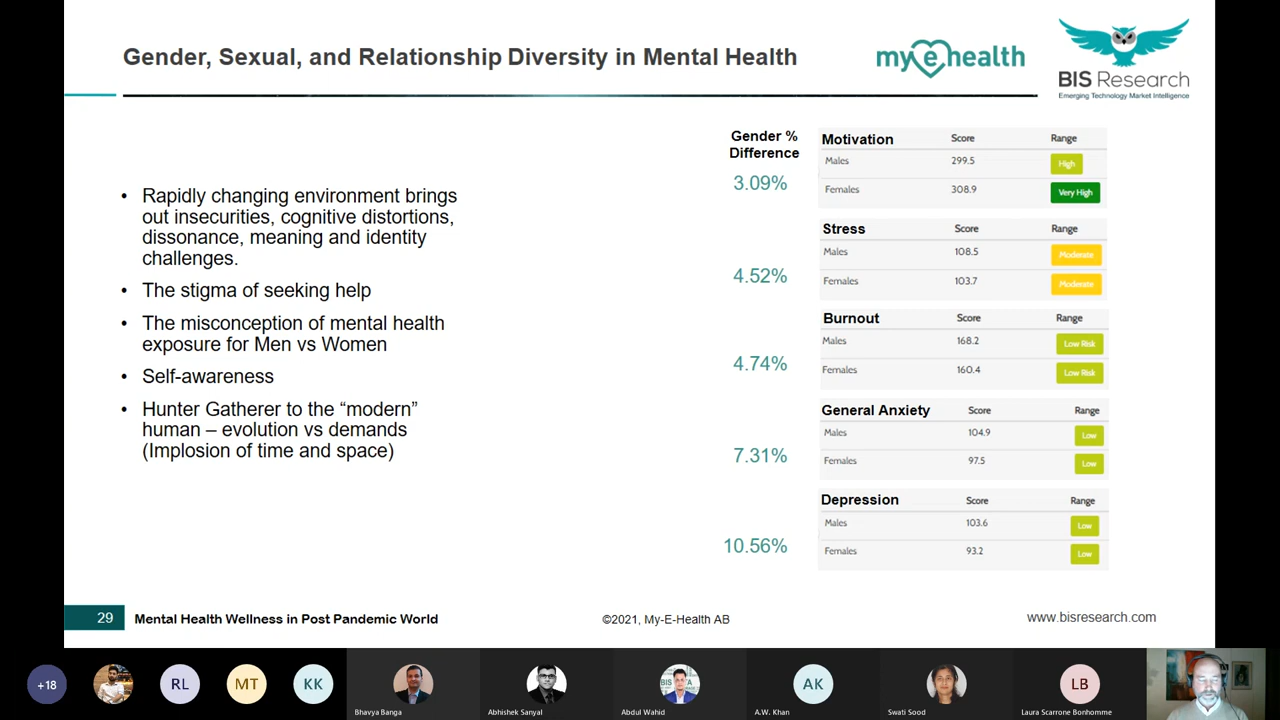 Gender, Sexual, and Relationship Diversity in Mental Health
my e health
BIS Research
Emerging Technology Market Intelligence
• Rapidly changing environment brings
out insecurities, cognitive distortions,
dissonance, meaning and identity
challenges.
• The stigma of seeking help
• The misconception of mental health
exposure for Men vs Women
• Self-awareness
• Hunter Gatherer to the “modern”
human – evolution vs demands
(Implosion of time and space)
Gender %
Difference
3.09%
Motivation Score Range
Males 299.5 High
Females 308.9 Very High
4.52%
Stress Score Range
Males 108.5 Moderate
Females 103.7 Moderate
4.74%
Burnout Score Range
Males 168.2 Low Risk
Females 160.4 Low Risk
7.31%
General Anxiety Score Range
Males 104.9 Low
Females 97.5 Low
10.56%
Depression Score Range
Males 103.6 Low
Females 93.2 Low
29 Mental Health Wellness in Post Pandemic World ©2021, My-E-Health AB www.bisresearch.com
+18 RL MT KK AK LB
Bhavya Banga Abhishek Sanyal Abdul Wahid A.W. Khan Swati Sood Laura Scarrone Bonhomme